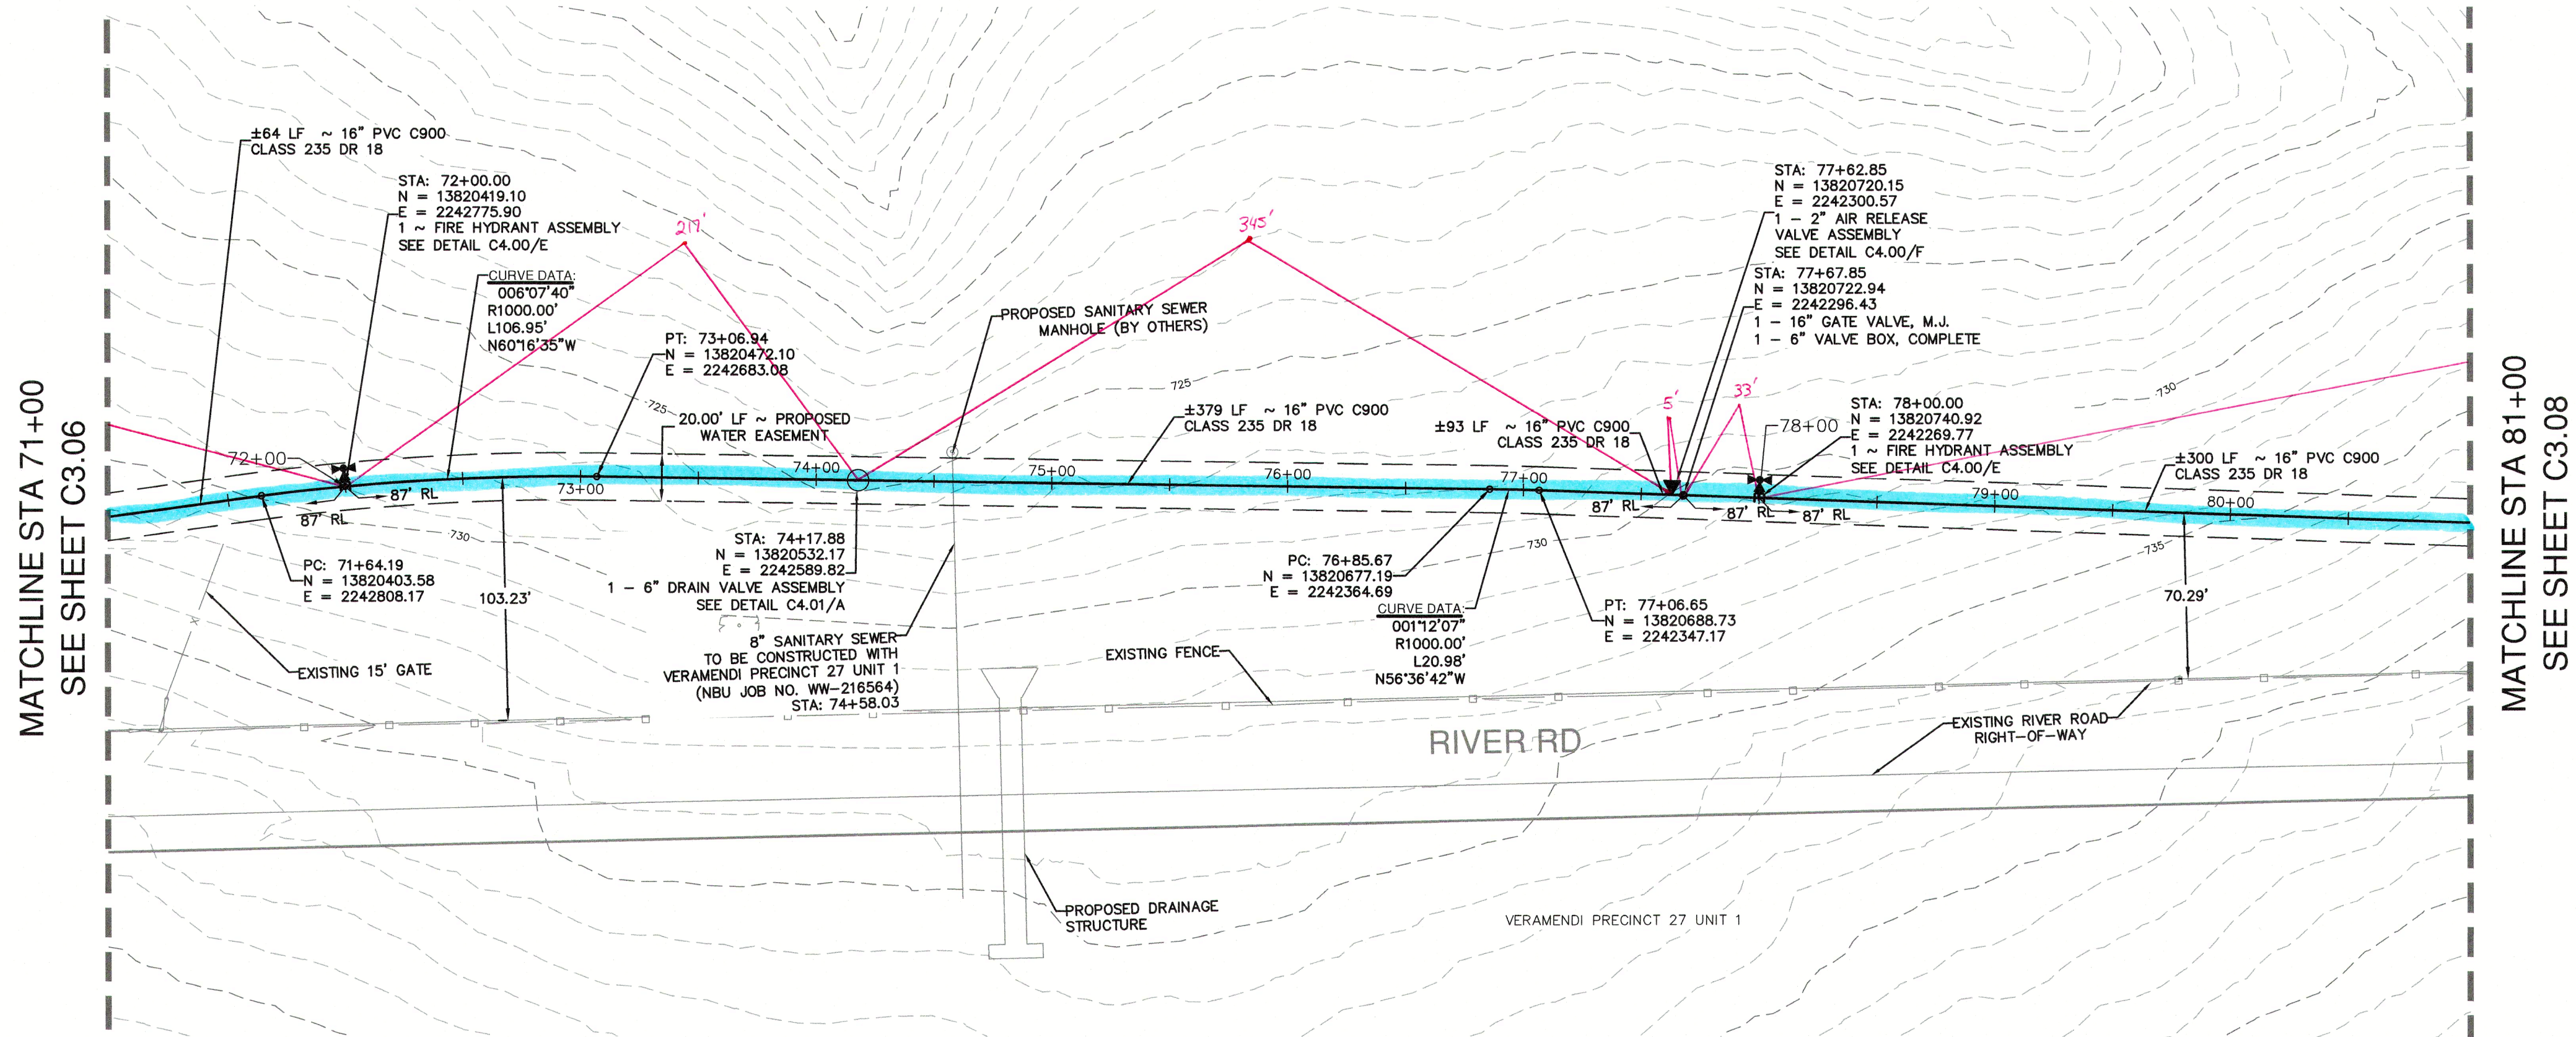 MATCHLINE STA 71+00
SEE SHEET C3.06
±64 LF ~ 16" PVC C900
CLASS 235 DR 18
STA: 72+00.00
N = 13820419.10
E = 2242775.90
1 ~ FIRE HYDRANT ASSEMBLY
SEE DETAIL C4.00/E
CURVE DATA:
006°07'40"
R1000.00'
L106.95'
N60°16'35"W
217'
PT: 73+06.94
N = 13820472.10
E = 2242683.08
725
20.00' LF ~ PROPOSED
WATER EASEMENT
PROPOSED SANITARY SEWER
MANHOLE (BY OTHERS)
345'
725
±379 LF ~ 16" PVC C900
CLASS 235 DR 18
±93 LF ~ 16" PVC C900
CLASS 235 DR 18
5'
33'
STA: 77+62.85
N = 13820720.15
E = 2242300.57
1 - 2" AIR RELEASE
VALVE ASSEMBLY
SEE DETAIL C4.00/F
STA: 77+67.85
N = 13820722.94
E = 2242296.43
1 - 16" GATE VALVE, M.J.
1 - 6" VALVE BOX, COMPLETE
78+00
STA: 78+00.00
N = 13820740.92
E = 2242269.77
1 ~ FIRE HYDRANT ASSEMBLY
SEE DETAIL C4.00/E
730
±300 LF ~ 16" PVC C900
CLASS 235 DR 18
72+00
73+00
74+00
75+00
76+00
77+00
79+00
80+00
87' RL
87' RL
87' RL
87' RL
87' RL
730
730
735
PC: 71+64.19
N = 13820403.58
E = 2242808.17
103.23'
EXISTING 15' GATE
STA: 74+17.88
N = 13820532.17
E = 2242589.82
1 - 6" DRAIN VALVE ASSEMBLY
SEE DETAIL C4.01/A
8" SANITARY SEWER
TO BE CONSTRUCTED WITH
VERAMENDI PRECINCT 27 UNIT 1
(NBU JOB NO. WW-216564)
STA: 74+58.03
EXISTING FENCE
PC: 76+85.67
N = 13820677.19
E = 2242364.69
CURVE DATA:
001°12'07"
R1000.00'
L20.98'
N56°36'42"W
PT: 77+06.65
N = 13820688.73
E = 2242347.17
70.29'
RIVER RD
EXISTING RIVER ROAD
RIGHT-OF-WAY
PROPOSED DRAINAGE
STRUCTURE
VERAMENDI PRECINCT 27 UNIT 1
MATCHLINE STA 81+00
SEE SHEET C3.08